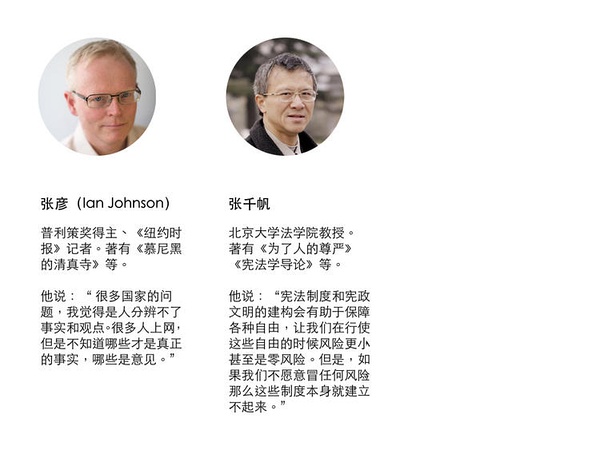 张彦（Ian Johnson）
普利策奖得主、《纽约时
报》记者。著有《慕尼黑
的清真寺》等。
他说：“ 很多国家的问
题，我觉得是人分辨不了
事实和观点。很多人上网，
但是不知道哪些才是真正
的事实，哪些是意见。”
张千帆
北京大学法学院教授。
著有《为了人的尊严》
《宪法学导论》等。
他说：“宪法制度和宪政
文明的建构会有助于保障
各种自由，让我们在行使
这些自由的时候风险更小
甚至是零风险。但是，如
果我们不愿意冒任何风险
那么这些制度本身就建立
不起来。”